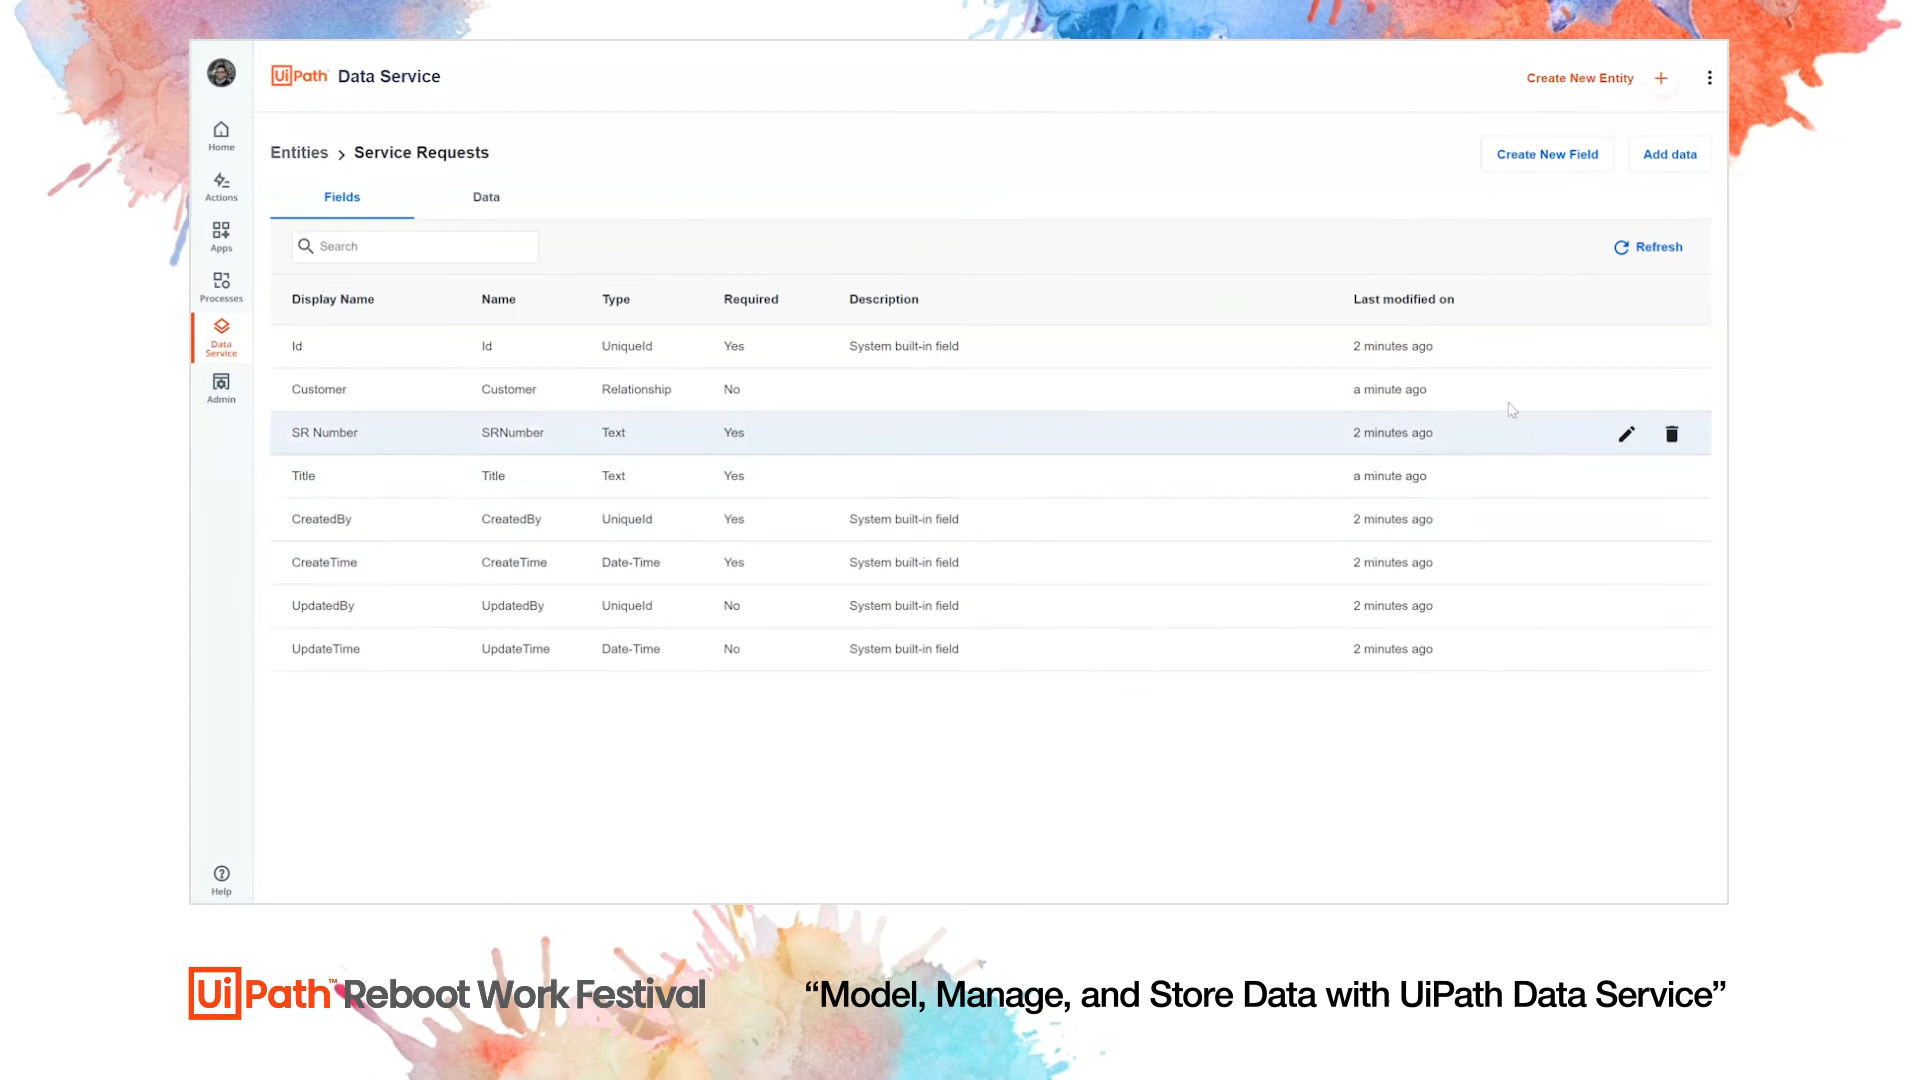 UiPath Data Service
Create New Entity +
Home
Actions
Apps
Processes
Data
Service
Admin
Help
Entities > Service Requests
Create New Field
Add data
Fields
Data
Search
Refresh
Display Name Name Type Required Description Last modified on
Id Id UniqueId Yes System built-in field 2 minutes ago
Customer Customer Relationship No a minute ago
SR Number SRNumber Text Yes 2 minutes ago
Title Title Text Yes a minute ago
CreatedBy CreatedBy UniqueId Yes System built-in field 2 minutes ago
CreateTime CreateTime Date-Time Yes System built-in field 2 minutes ago
UpdatedBy UpdatedBy UniqueId No System built-in field 2 minutes ago
UpdateTime UpdateTime Date-Time No System built-in field 2 minutes ago
UiPath™ Reboot Work Festival
“Model, Manage, and Store Data with UiPath Data Service”